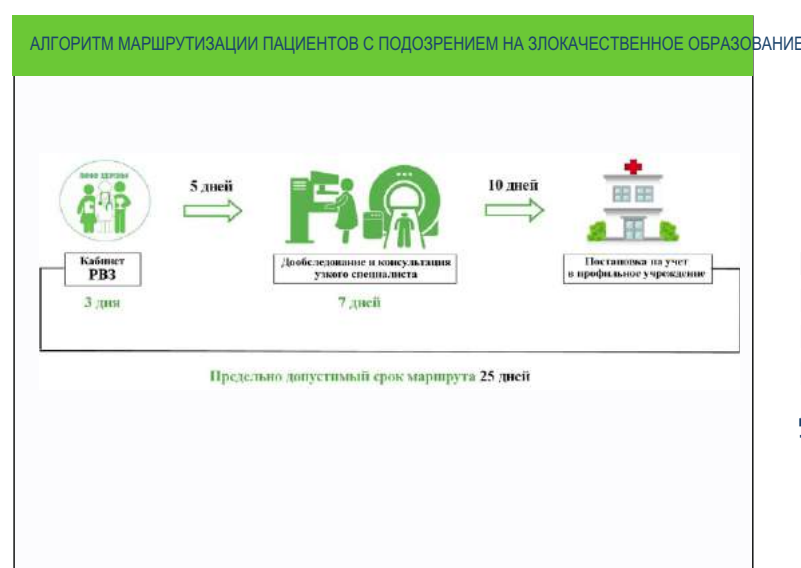 АЛГОРИТМ МАРШРУТИЗАЦИИ ПАЦИЕНТОВ С ПОДОЗРЕНИЕМ НА ЗЛОКАЧЕСТВЕННОЕ ОБРАЗОВАНИЕ
5 дней
10 дней
Кабинет
РВЗ
Дообследование и консультация
узкого специалиста
Постановка на учет
в профильное учреждение
3 дня
7 дней
Предельно допустимый срок маршрута 25 дней